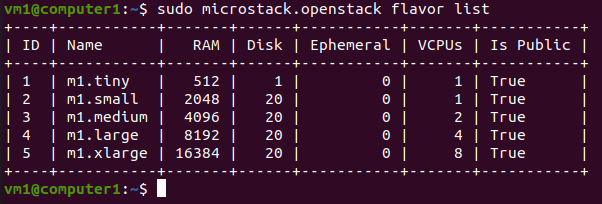 vm1@computer1:~$ sudo microstack.openstack flavor list
+----+-----------+-------+------+-----------+-------+-----------+
| ID | Name      |   RAM | Disk | Ephemeral | VCPUs | Is Public |
+----+-----------+-------+------+-----------+-------+-----------+
| 1  | m1.tiny   |   512 |    1 |         0 |     1 | True      |
| 2  | m1.small  |  2048 |   20 |         0 |     1 | True      |
| 3  | m1.medium |  4096 |   20 |         0 |     2 | True      |
| 4  | m1.large  |  8192 |   20 |         0 |     4 | True      |
| 5  | m1.xlarge | 16384 |   20 |         0 |     8 | True      |
+----+-----------+-------+------+-----------+-------+-----------+
vm1@computer1:~$